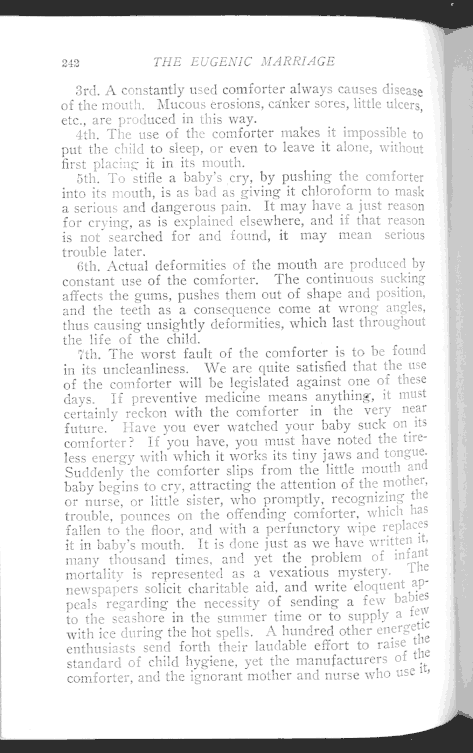 242 THE EUGENIC MARRIAGE
3rd. A constantly used comforter always causes disease
of the mouth. Mucous erosions, canker sores, little ulcers,
etc., are produced in this way.
4th. The use of the comforter makes it impossible to
put the child to sleep, or even to leave it alone, without
first placing it in its mouth.
5th. To stifle a baby's cry, by pushing the comforter
into its mouth, is as bad as giving it chloroform to mask
a serious and dangerous pain. It may have a just reason
for crying, as is explained elsewhere, and if that reason
is not searched for and found, it may mean serious
trouble later.
6th. Actual deformities of the mouth are produced by
constant use of the comforter. The continuous sucking
affects the gums, pushes them out of shape and position,
and the teeth as a consequence come at wrong angles,
thus causing unsightly deformities, which last throughout
the life of the child.
7th. The worst fault of the comforter is to be found
in its uncleanliness. We are quite satisfied that the use
of the comforter will be legislated against one of these
days. If preventive medicine means anything, it must
certainly reckon with the comforter in the very near
future. Have you ever watched your baby suck on its
comforter? If you have, you must have noted the tire-
less energy with which it works its tiny jaws and tongue.
Suddenly the comforter slips from the little mouth and
baby begins to cry, attracting the attention of the mother,
or nurse, or little sister, who promptly, recognizing the
trouble, pounces on the offending comforter, which has
fallen to the floor, and with a perfunctory wipe replaces
it in baby's mouth. It is done just as we have written it,
many thousand times, and yet the problem of infant
mortality is represented as a vexatious mystery. The
newspapers solicit charitable aid, and write eloquent ap-
peals regarding the necessity of sending a few babies
to the seashore in the summer time or to supply a few
with ice during the hot spells. A hundred other energetic
enthusiasts send forth their laudable effort to raise the
standard of child hygiene, yet the manufacturers of the
comforter, and the ignorant mother and nurse who use it,